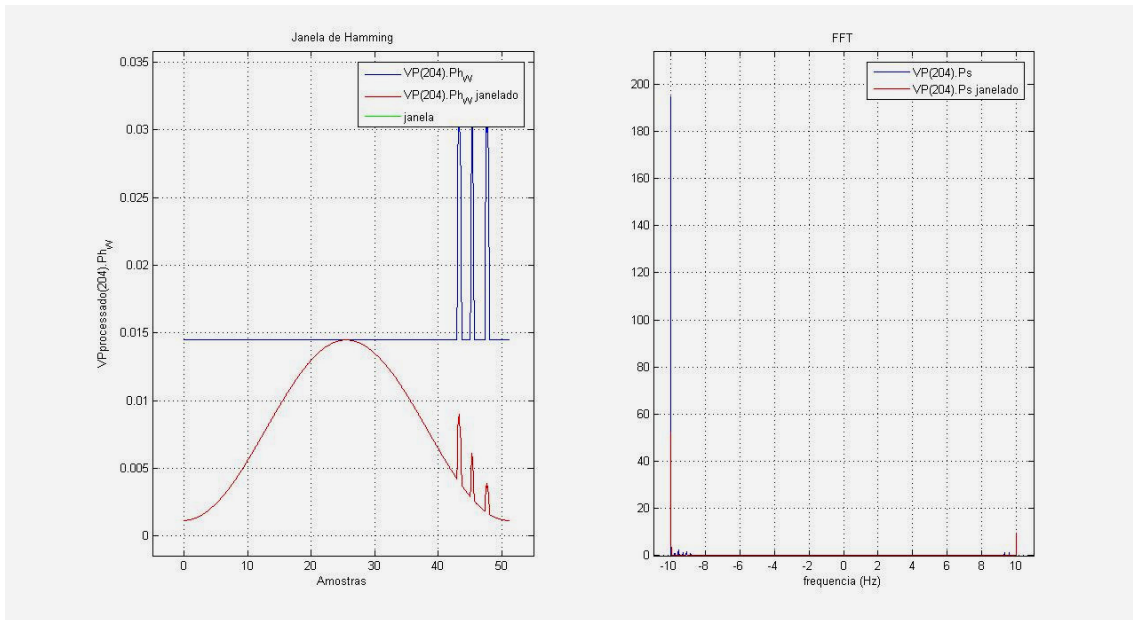 Janela de Hamming
VP(204).Ph_W
VP(204).Ph_W janelado
janela
0.035
0.03
0.025
0.02
0.015
0.01
0.005
0
VPprocessado(204).Ph_W
0 10 20 30 40 50
Amostras
FFT
VP(204).Ps
VP(204).Ps janelado
200
180
160
140
120
100
80
60
40
20
0
-10 -8 -6 -4 -2 0 2 4 6 8 10
frequencia (Hz)